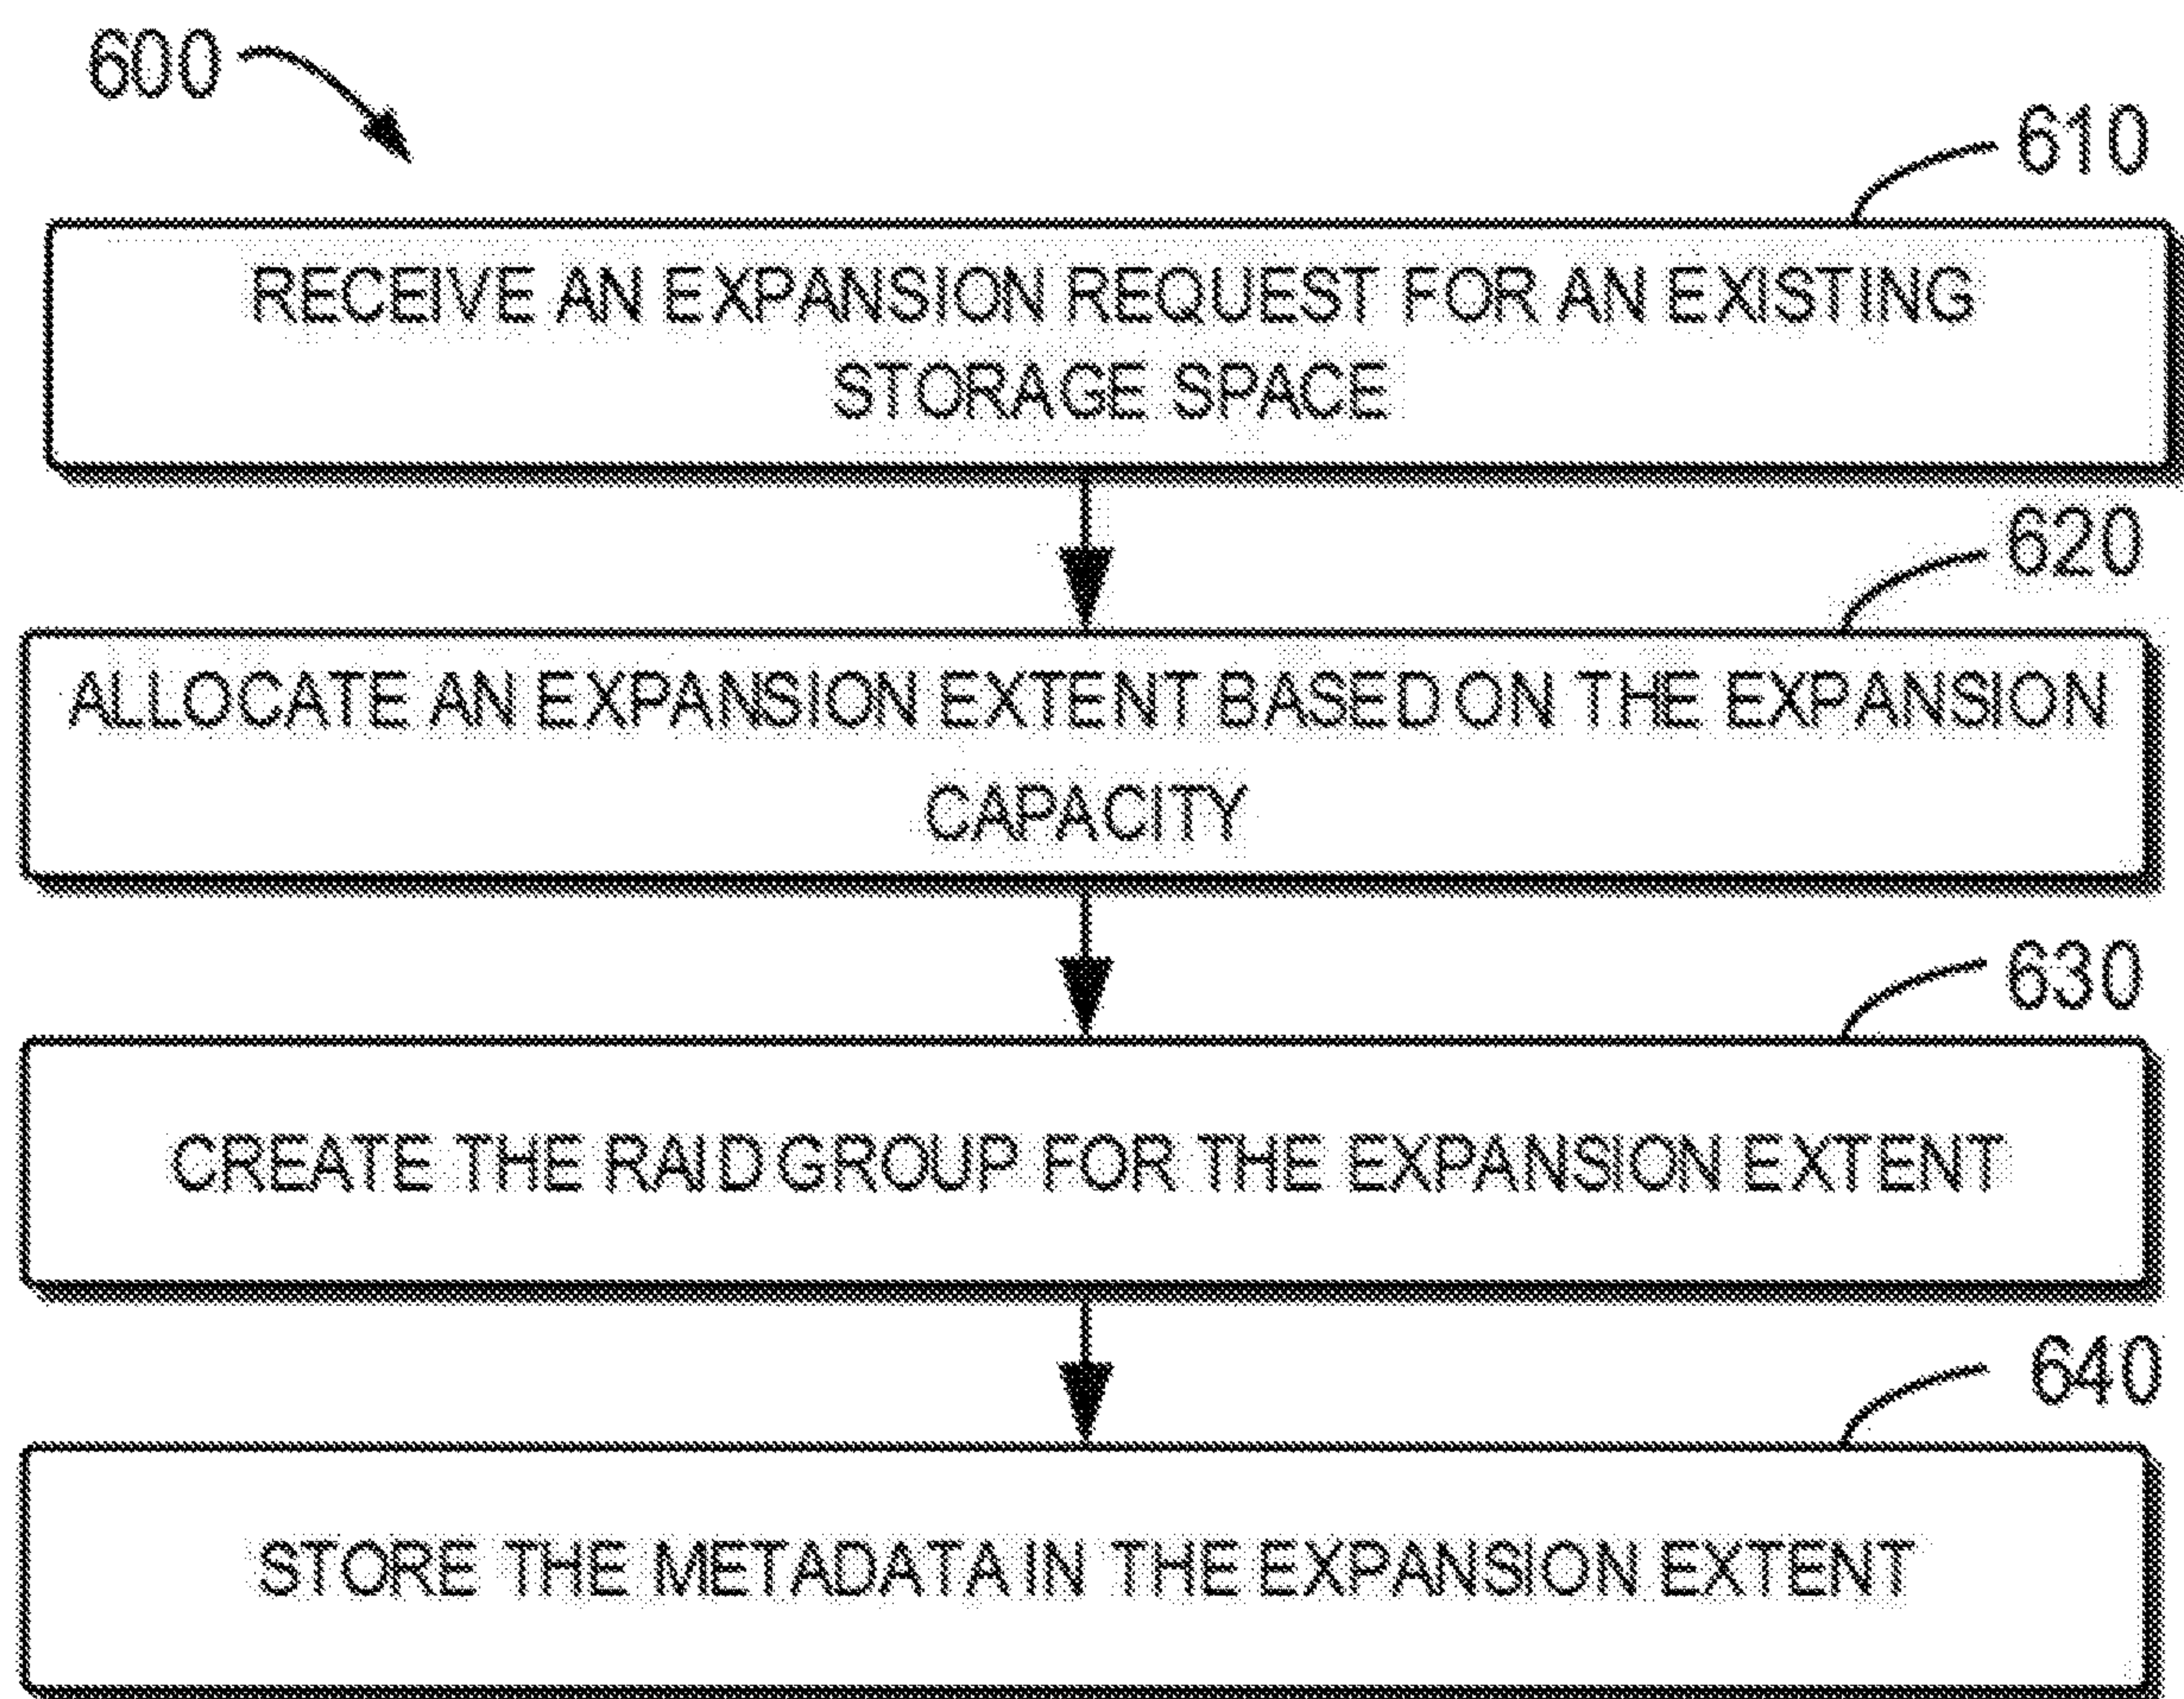 600
610
RECEIVE AN EXPANSION REQUEST FOR AN EXISTING
STORAGE SPACE
620
ALLOCATE AN EXPANSION EXTENT BASED ON THE EXPANSION
CAPACITY
630
CREATE THE RAID GROUP FOR THE EXPANSION EXTENT
640
STORE THE METADATA IN THE EXPANSION EXTENT